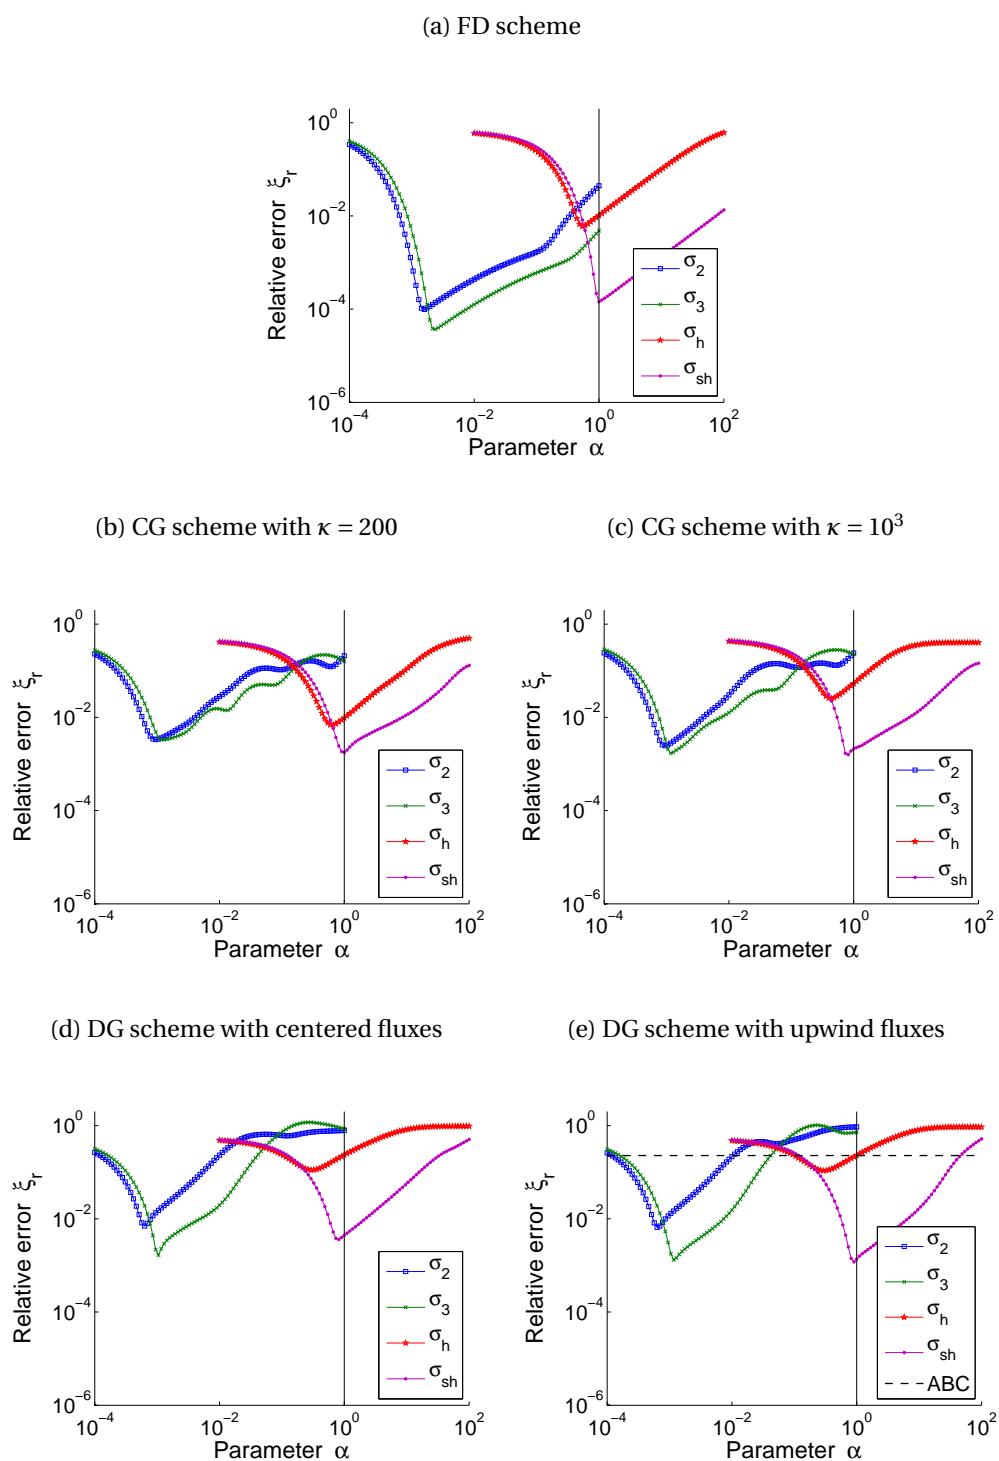 (a) FD scheme
Relative error ξr
10^0
10^−2
10^−4
10^−6
10^−4
10^−2
10^0
10^2
Parameter α
σ2
σ3
σh
σsh
(b) CG scheme with κ = 200
Relative error ξr
10^0
10^−2
10^−4
10^−6
10^−4
10^−2
10^0
10^2
Parameter α
σ2
σ3
σh
σsh
(c) CG scheme with κ = 10^3
Relative error ξr
10^0
10^−2
10^−4
10^−6
10^−4
10^−2
10^0
10^2
Parameter α
σ2
σ3
σh
σsh
(d) DG scheme with centered fluxes
Relative error ξr
10^0
10^−2
10^−4
10^−6
10^−4
10^−2
10^0
10^2
Parameter α
σ2
σ3
σh
σsh
(e) DG scheme with upwind fluxes
Relative error ξr
10^0
10^−2
10^−4
10^−6
10^−4
10^−2
10^0
10^2
Parameter α
σ2
σ3
σh
σsh
ABC